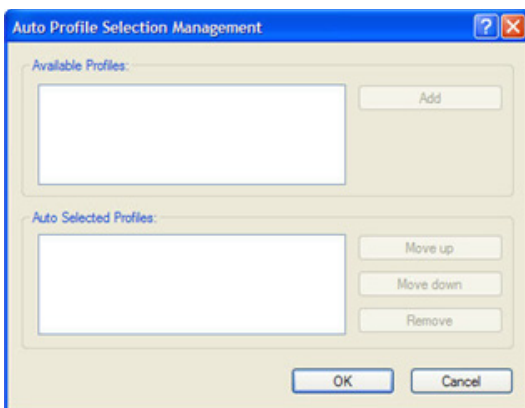 Auto Profile Selection Management
Available Profiles:
Add
Auto Selected Profiles:
Move up
Move down
Remove
OK
Cancel